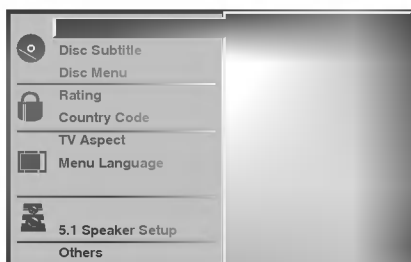 Disc Subtitle
Disc Menu
Rating
Country Code
TV Aspect
Menu Language
5.1 Speaker Setup
Others